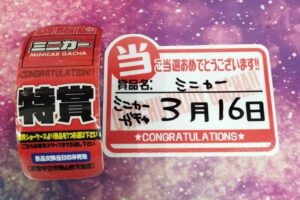 ミニカー
MINICAR GACHA
CONGRATULATIONS!!
特賞
当
ご当選おめでとうございます!!
賞品名: ミニカー
ミニカー
ガチャ
3月16日
★CONGRATULATIONS★